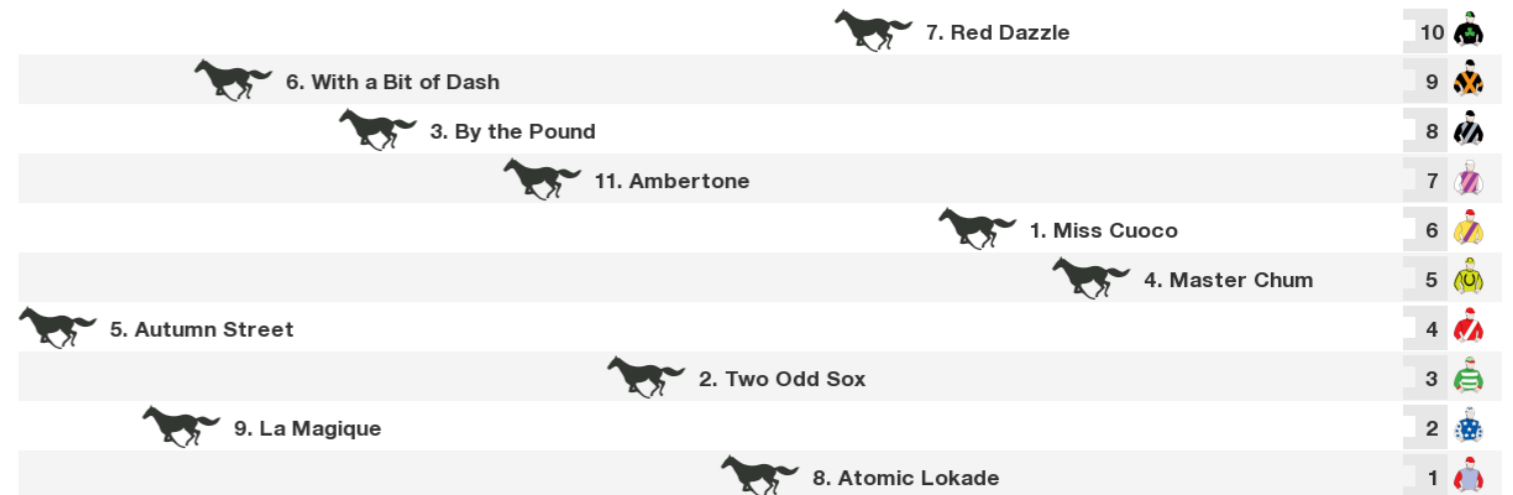 7. Red Dazzle 10
6. With a Bit of Dash 9
3. By the Pound 8
11. Ambertone 7
1. Miss Cuoco 6
4. Master Chum 5
5. Autumn Street 4
2. Two Odd Sox 3
9. La Magique 2
8. Atomic Lokade 1